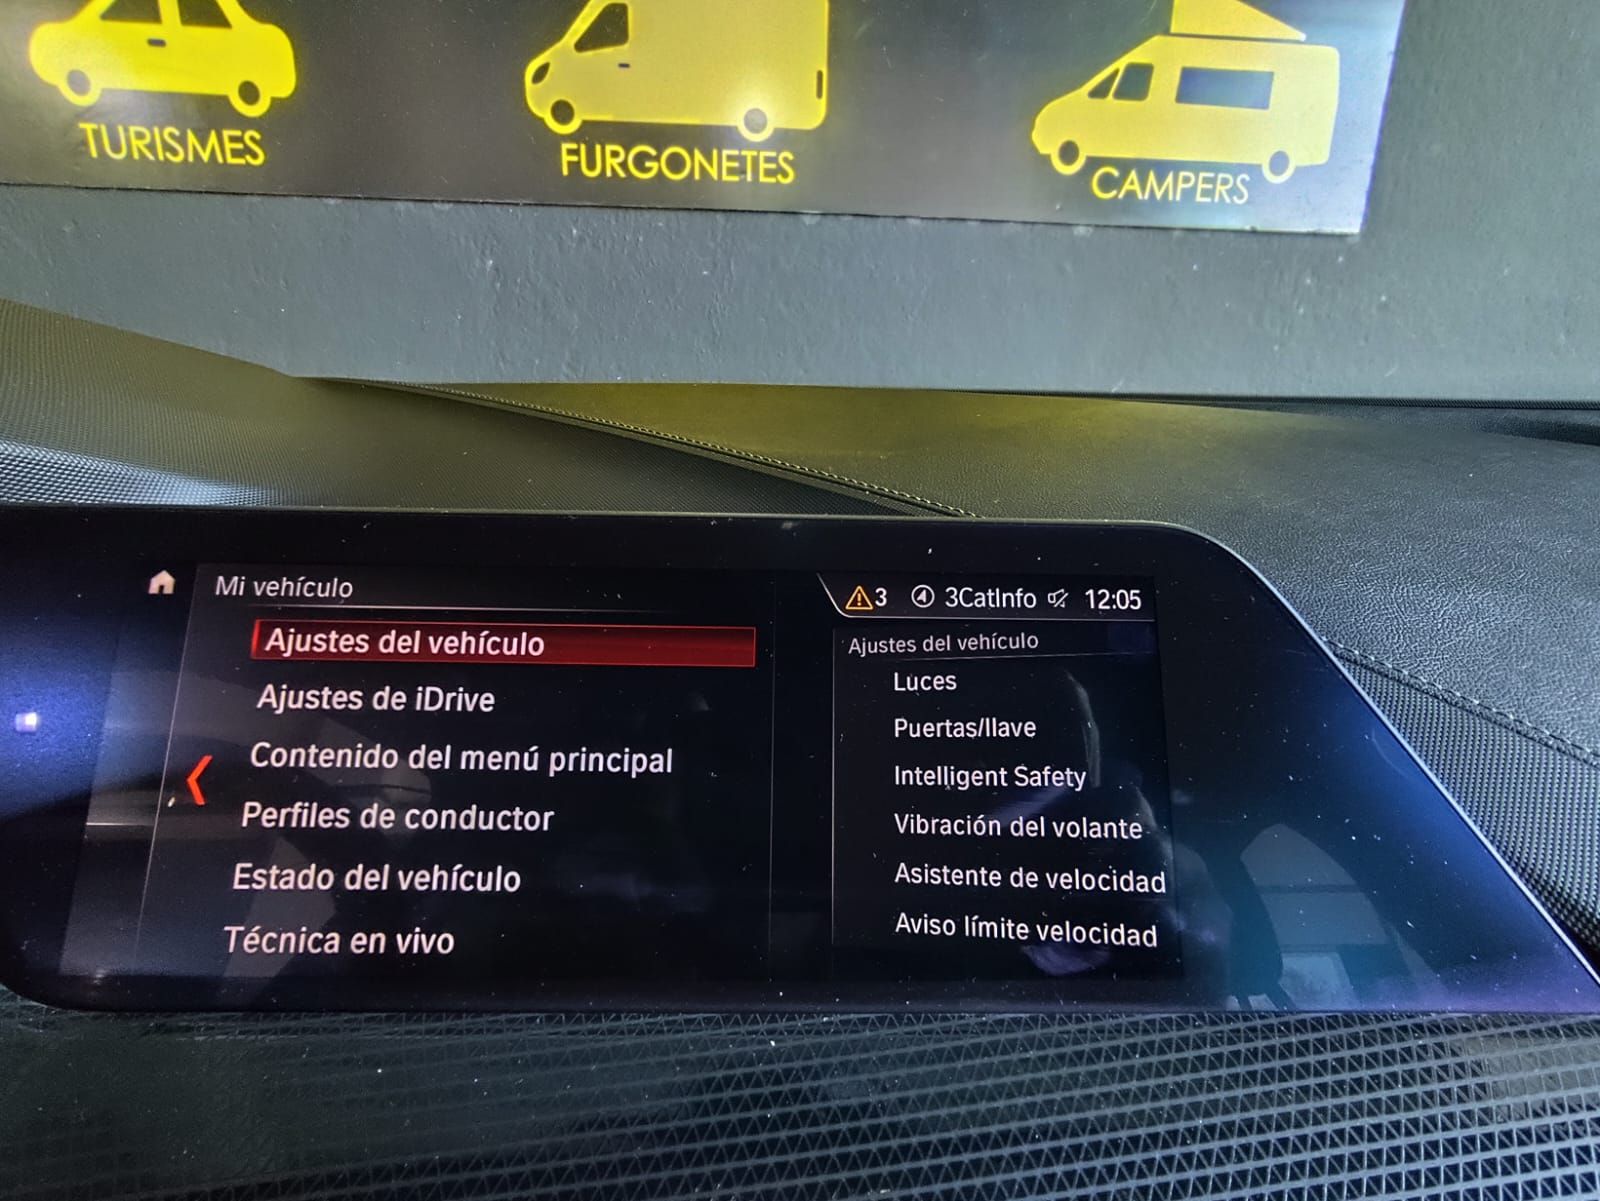 TURISMES
FURGONETES
CAMPERS
Mi vehículo
3 3CatInfo 12:05
Ajustes del vehículo
Ajustes de iDrive
Contenido del menú principal
Perfiles de conductor
Estado del vehículo
Técnica en vivo
Ajustes del vehículo
Luces
Puertas/llave
Intelligent Safety
Vibración del volante
Asistente de velocidad
Aviso límite velocidad